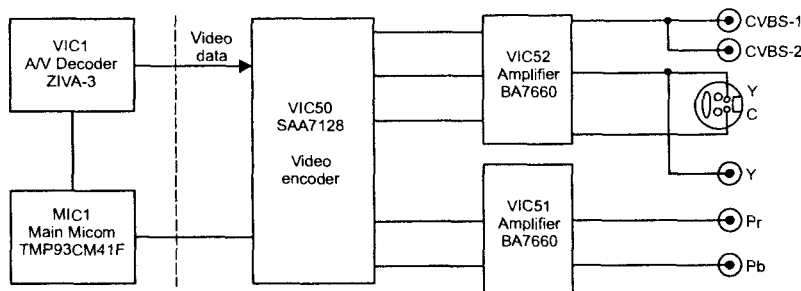 VIC1
A/V Decoder
ZIVA-3
Video
data
VIC50
SAA7128
Video
encoder
VIC52
Amplifier
BA7660
CVBS-1
CVBS-2
Y
C
Y
MIC1
Main Micom
TMP93CM41F
VIC51
Amplifier
BA7660
Pr
Pb